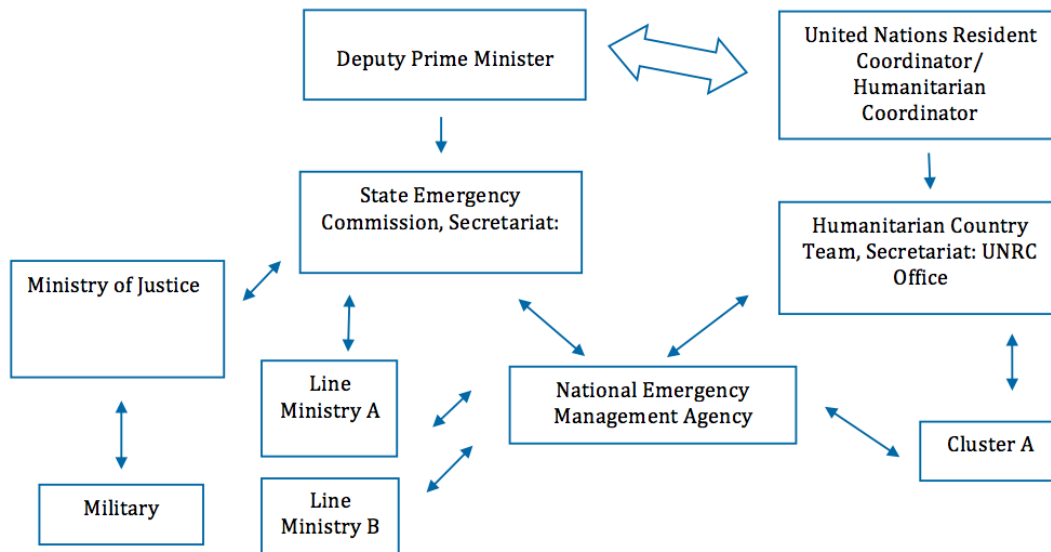 Deputy Prime Minister
United Nations Resident
Coordinator/
Humanitarian
Coordinator
State Emergency
Commission, Secretariat:
Humanitarian Country
Team, Secretariat: UNRC
Office
Ministry of Justice
Line
Ministry A
National Emergency
Management Agency
Cluster A
Military
Line
Ministry B